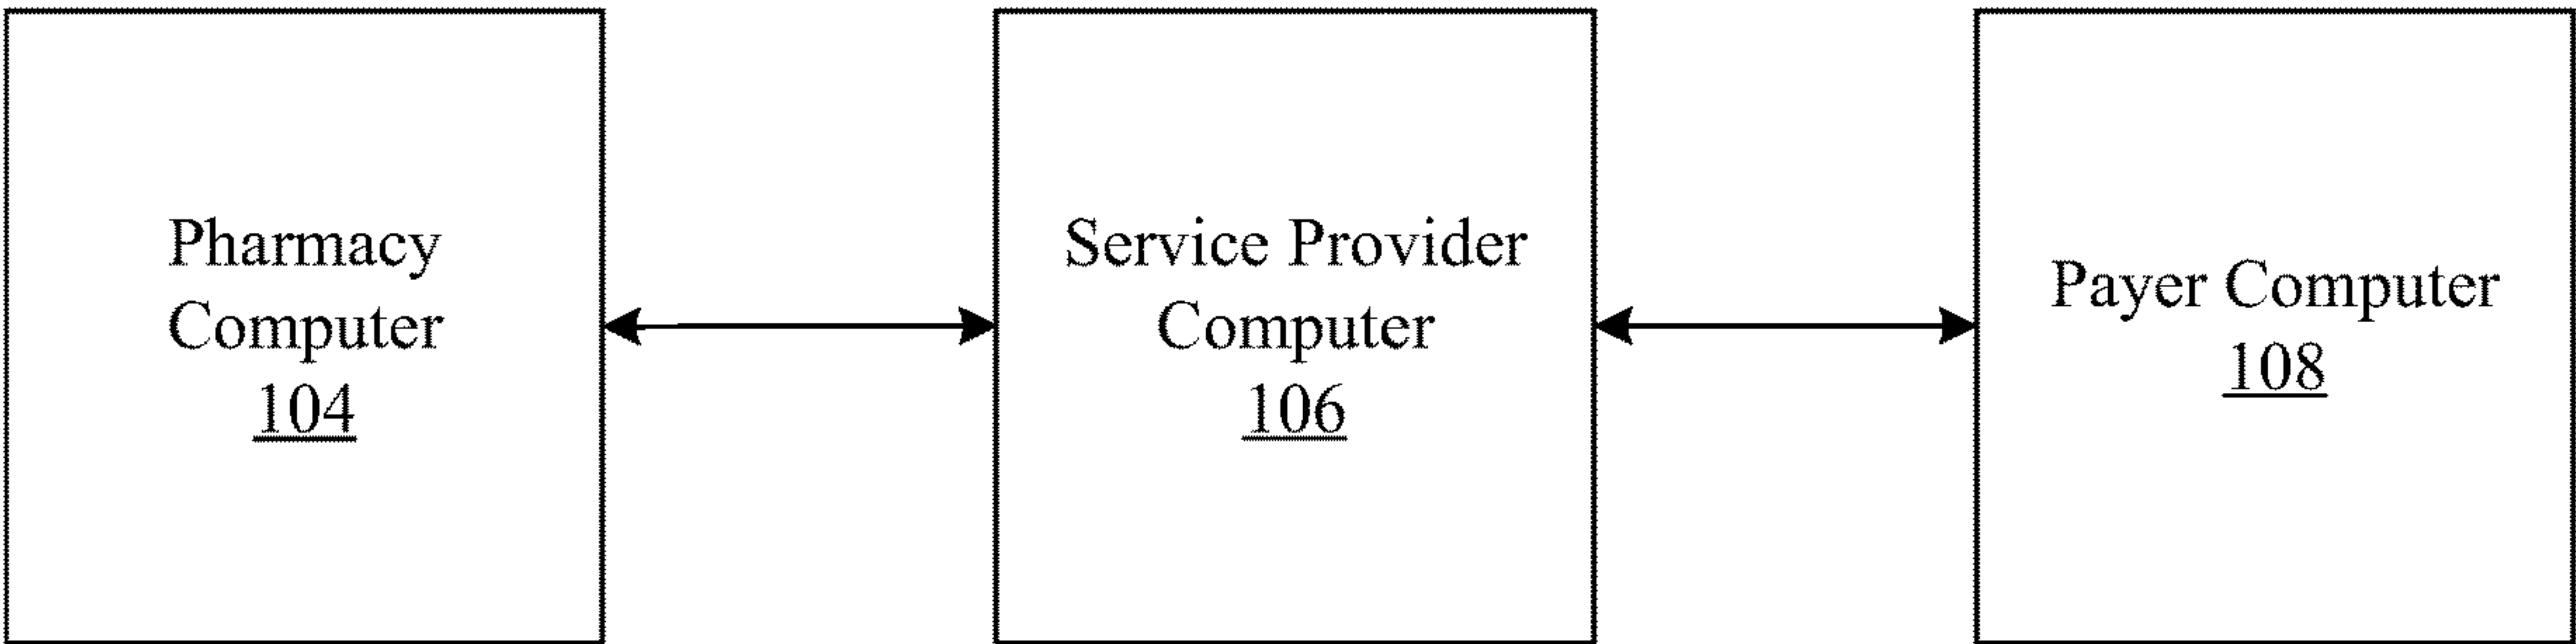 Pharmacy
Computer
104
Service Provider
Computer
106
Payer Computer
108